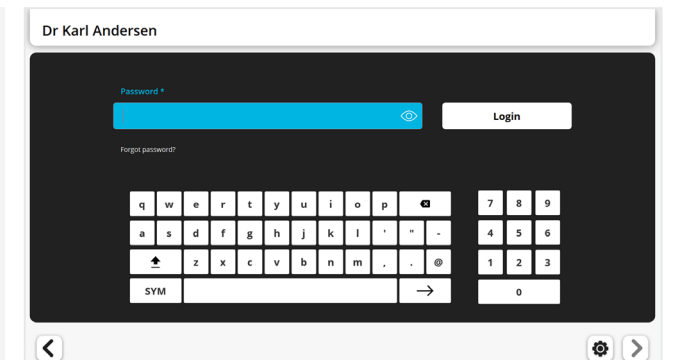 Dr Karl Andersen
Password *
Login
Forgot password?
q w e r t y u i o p 7 8 9
a s d f g h j k l ' " - 4 5 6
z x c v b n m , . @ 1 2 3
SYM 0